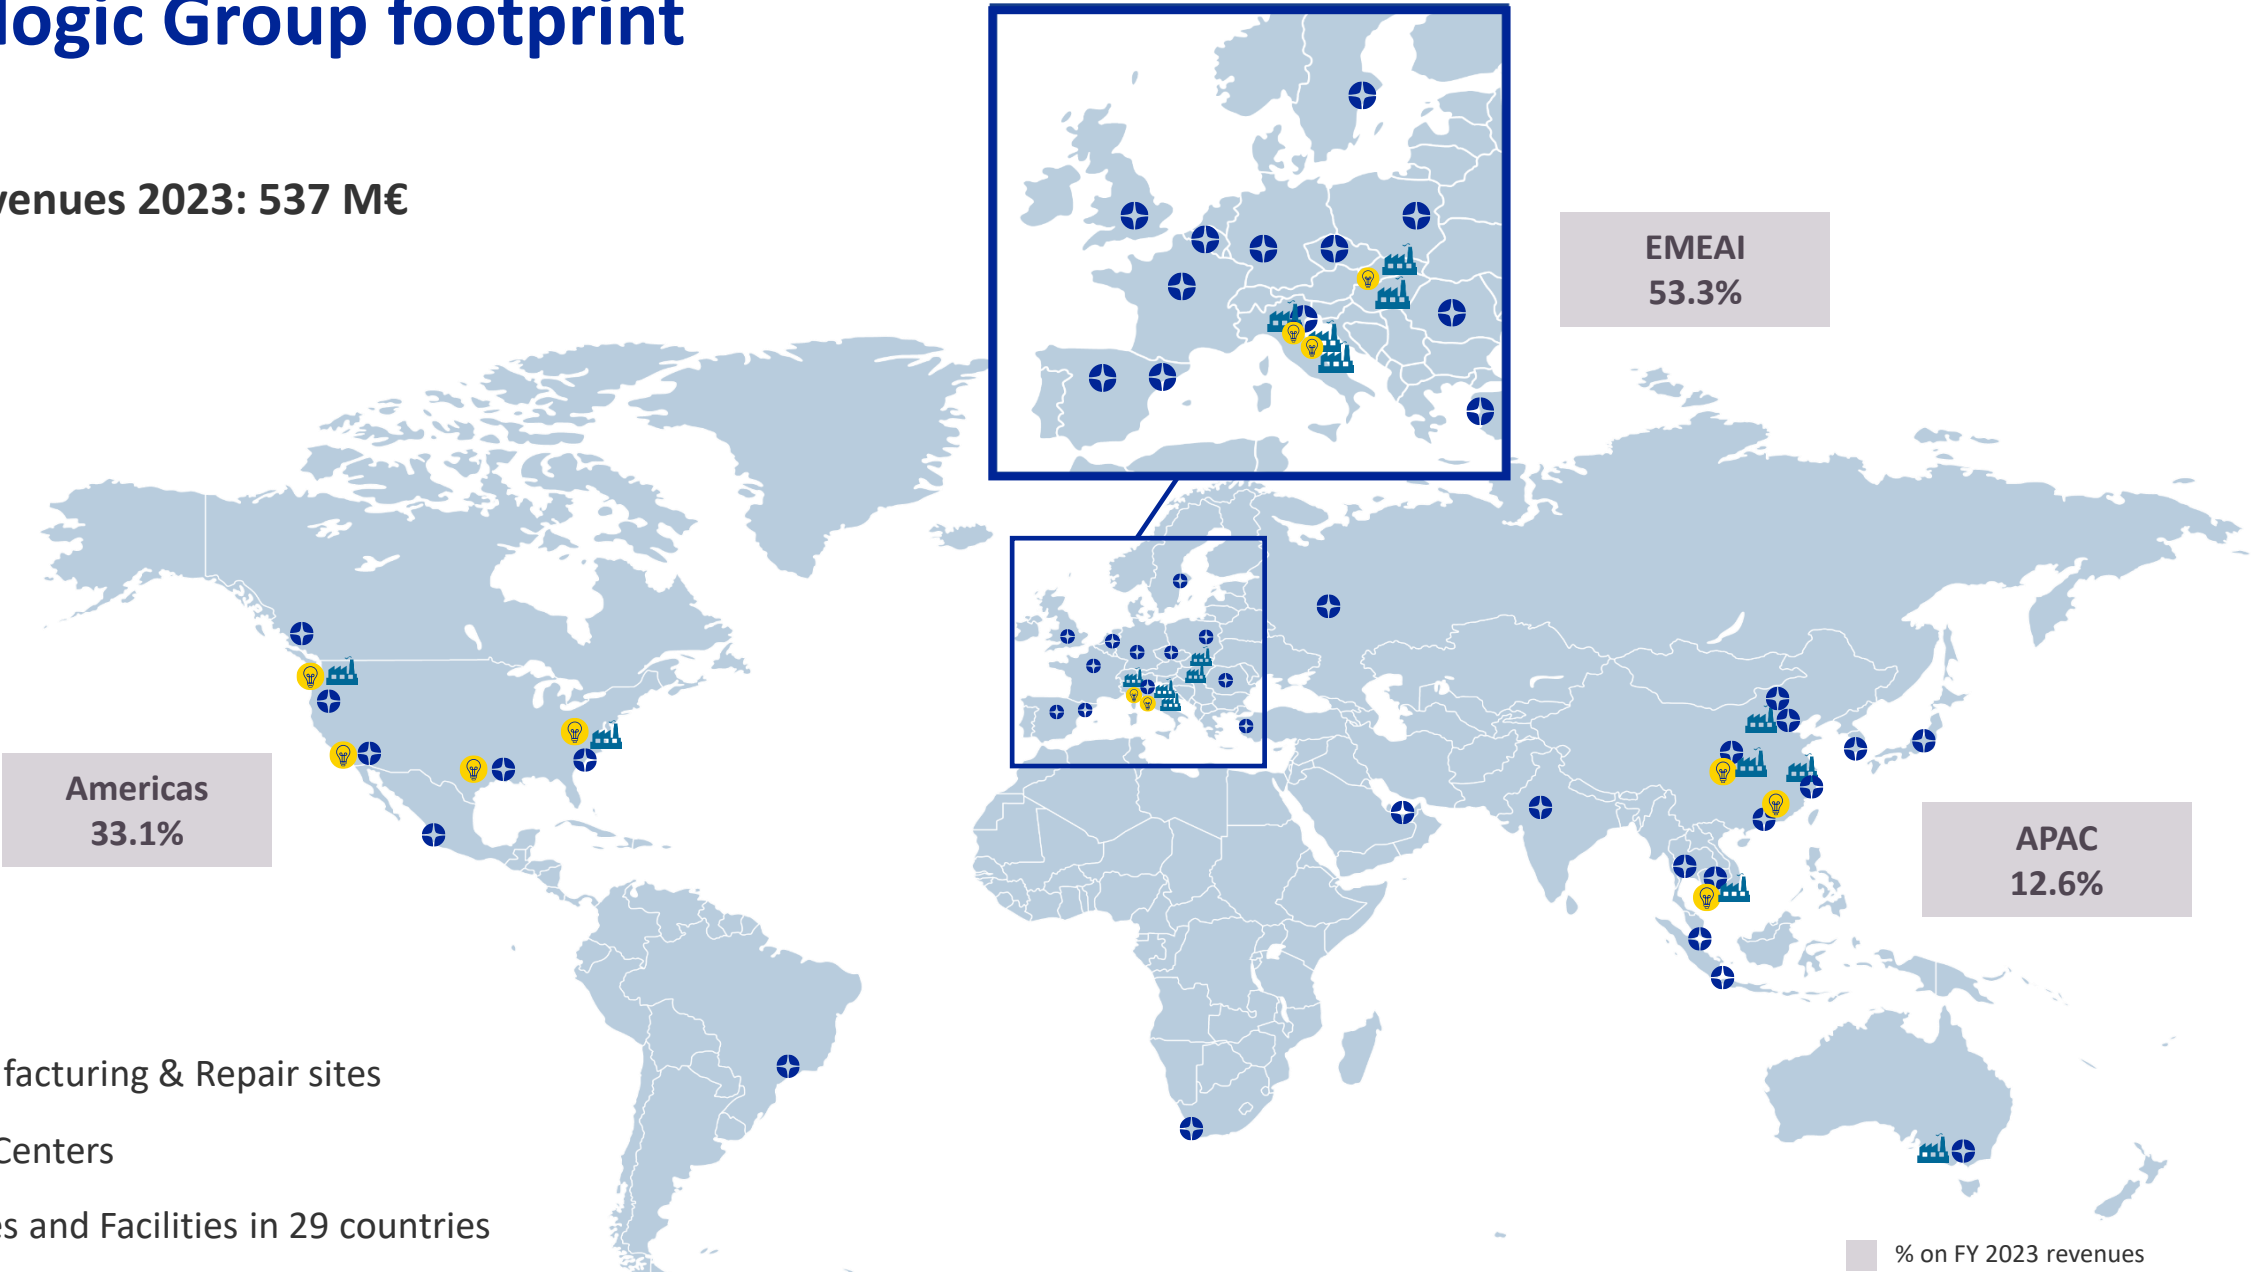 logic Group footprint
venues 2023: 537 M€
EMEAI
53.3%
Americas
33.1%
APAC
12.6%
facturing & Repair sites
Centers
es and Facilities in 29 countries
% on FY 2023 revenues